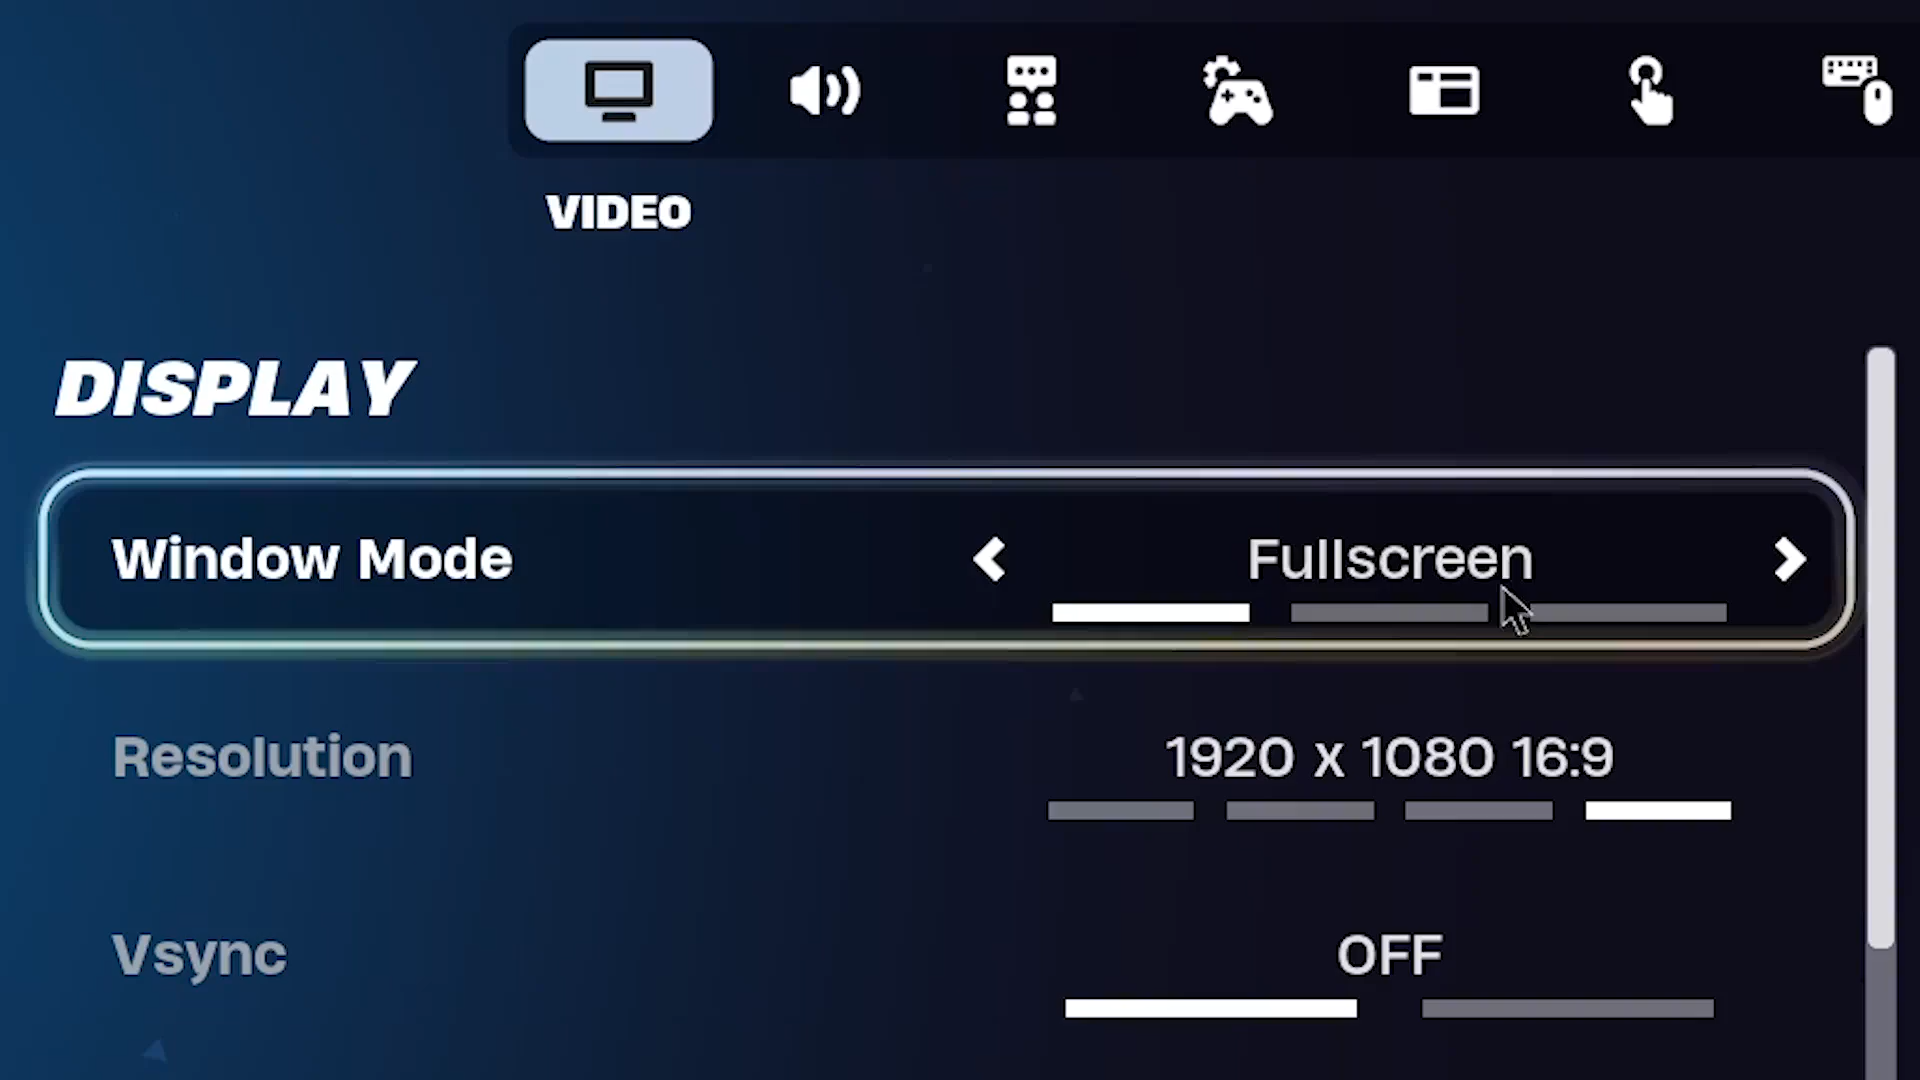 VIDEO
DISPLAY
Window Mode Fullscreen
Resolution 1920 x 1080 16:9
Vsync OFF